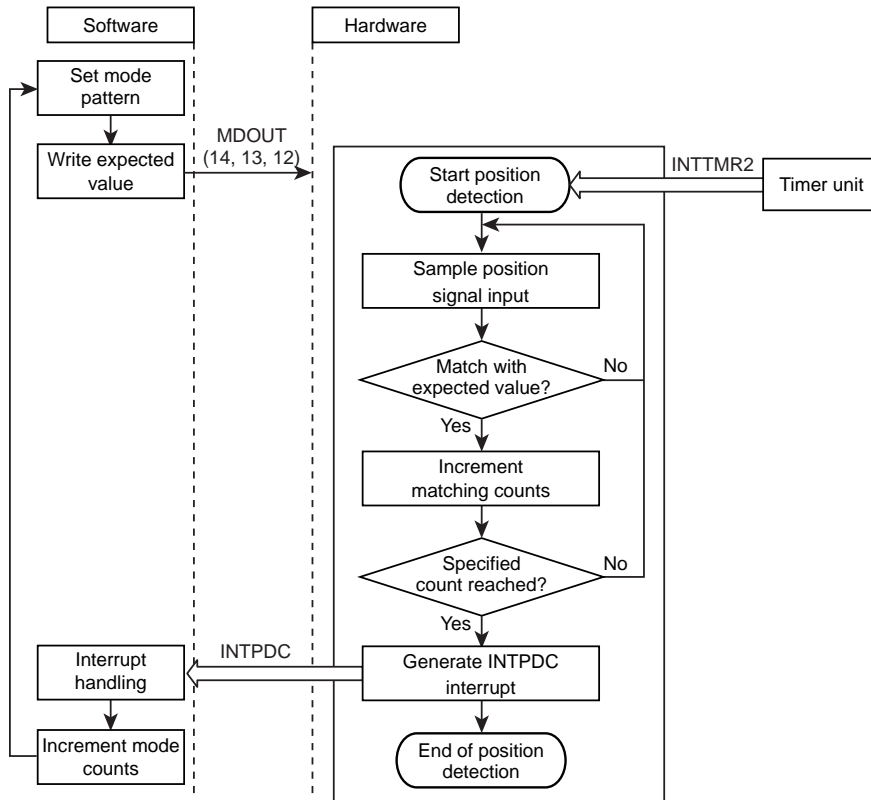 Software
Hardware
Set mode
pattern
Write expected
value
MDOUT
(14, 13, 12)
Start position
detection
INTTMR2
Timer unit
Sample position
signal input
Match with
expected value?
No
Yes
Increment
matching counts
Specified
count reached?
No
Yes
Interrupt
handling
INTPDC
Generate INTPDC
interrupt
Increment mode
counts
End of position
detection